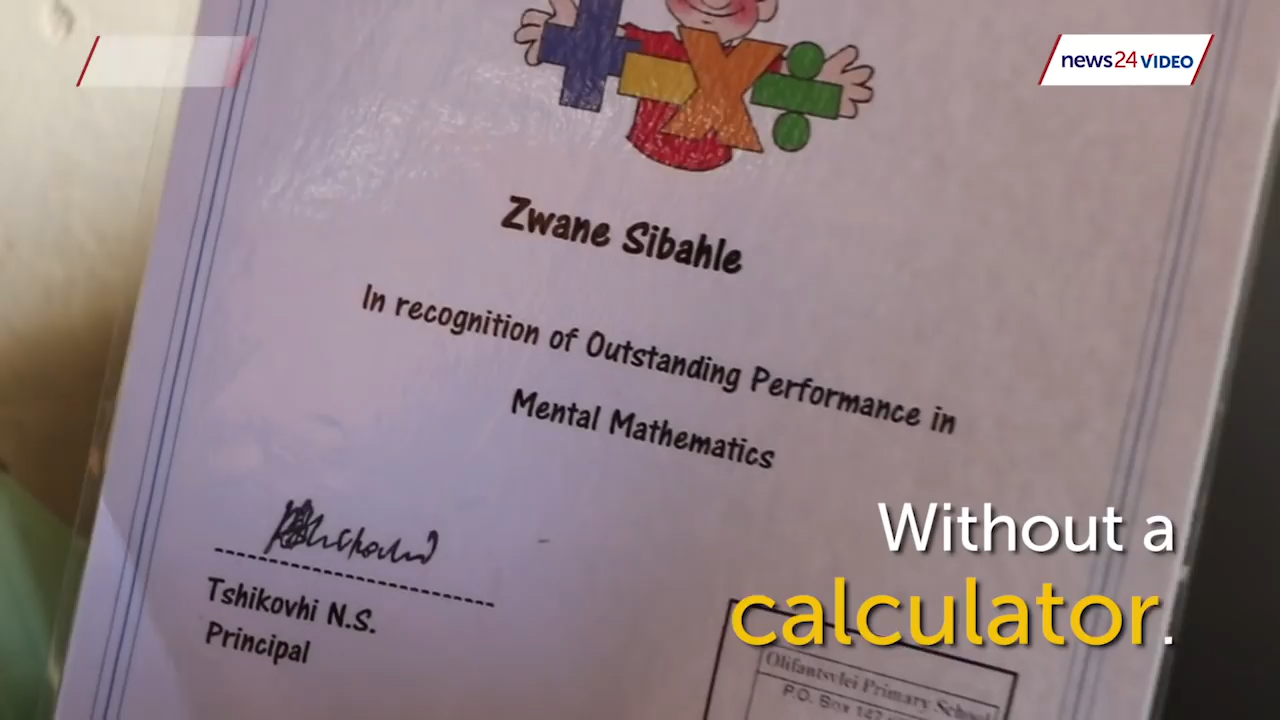 news24 VIDEO
Zwane Sibahle
In recognition of Outstanding Performance in
Mental Mathematics
Tshikovhi N.S.
Principal
Without a
calculator.
Olifantsvlei Primary School
P.O. Box 147